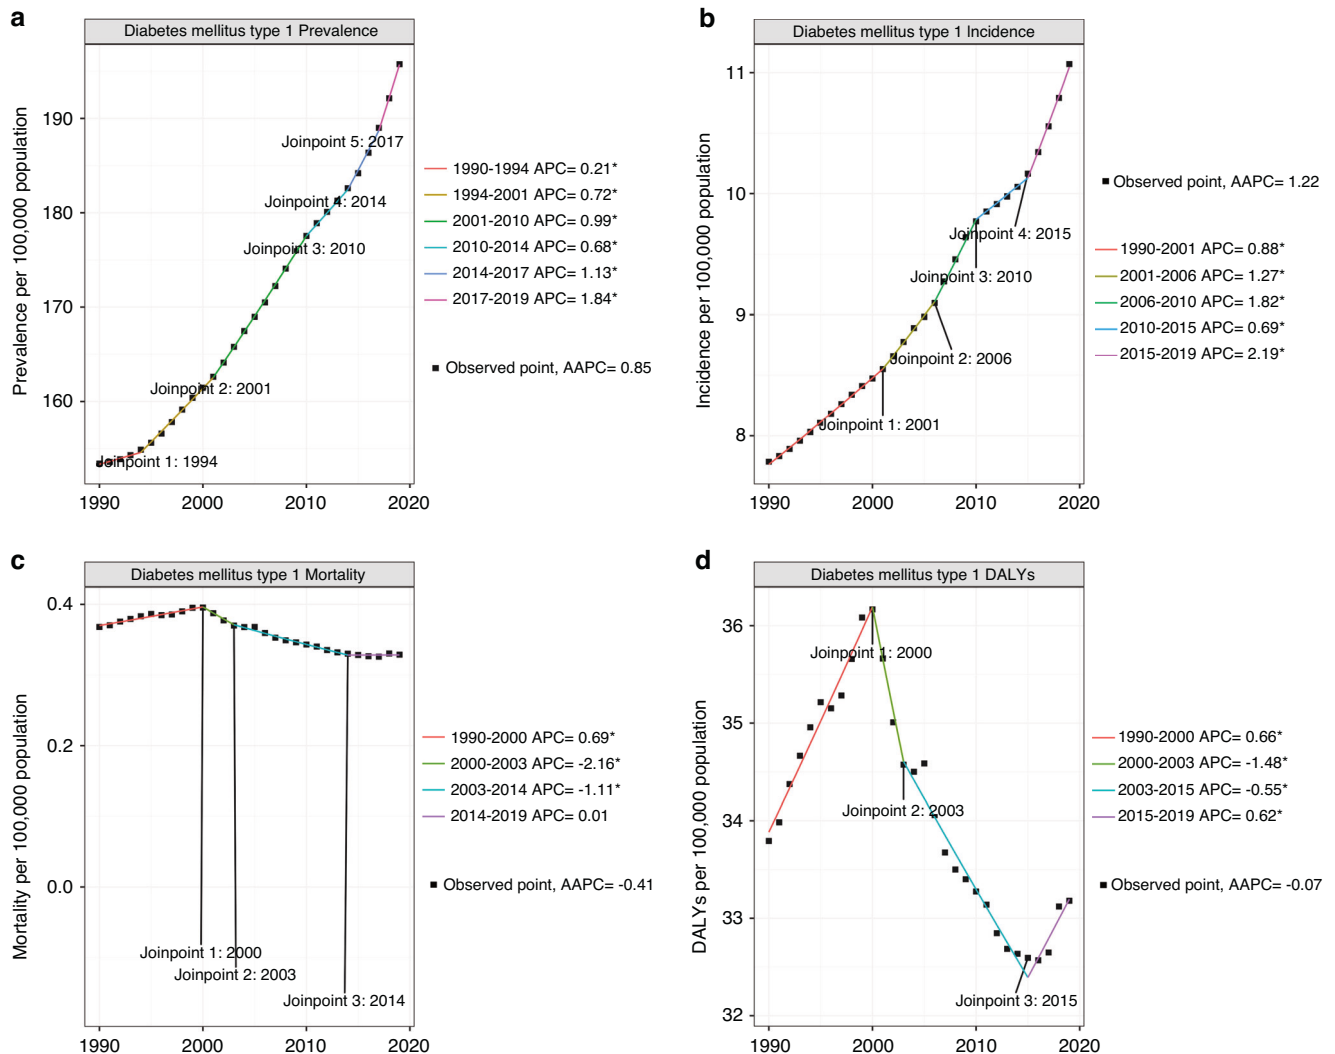 a
Diabetes mellitus type 1 Prevalence
Prevalence per 100,000 population
190
180
170
160
1990
2000
2010
2020
Joinpoint 5: 2017
Joinpoint 4: 2014
Joinpoint 3: 2010
Joinpoint 2: 2001
Joinpoint 1: 1994
1990-1994 APC= 0.21*
1994-2001 APC= 0.72*
2001-2010 APC= 0.99*
2010-2014 APC= 0.68*
2014-2017 APC= 1.13*
2017-2019 APC= 1.84*
Observed point, AAPC= 0.85
b
Diabetes mellitus type 1 Incidence
Incidence per 100,000 population
11
10
9
8
1990
2000
2010
2020
Joinpoint 4: 2015
Joinpoint 3: 2010
Joinpoint 2: 2006
Joinpoint 1: 2001
Observed point, AAPC= 1.22
1990-2001 APC= 0.88*
2001-2006 APC= 1.27*
2006-2010 APC= 1.82*
2010-2015 APC= 0.69*
2015-2019 APC= 2.19*
c
Diabetes mellitus type 1 Mortality
Mortality per 100,000 population
0.4
0.2
0.0
1990
2000
2010
2020
Joinpoint 1: 2000
Joinpoint 2: 2003
Joinpoint 3: 2014
1990-2000 APC= 0.69*
2000-2003 APC= -2.16*
2003-2014 APC= -1.11*
2014-2019 APC= 0.01
Observed point, AAPC= -0.41
d
Diabetes mellitus type 1 DALYs
DALYs per 100,000 population
36
35
34
33
32
1990
2000
2010
2020
Joinpoint 1: 2000
Joinpoint 2: 2003
Joinpoint 3: 2015
1990-2000 APC= 0.66*
2000-2003 APC= -1.48*
2003-2015 APC= -0.55*
2015-2019 APC= 0.62*
Observed point, AAPC= -0.07